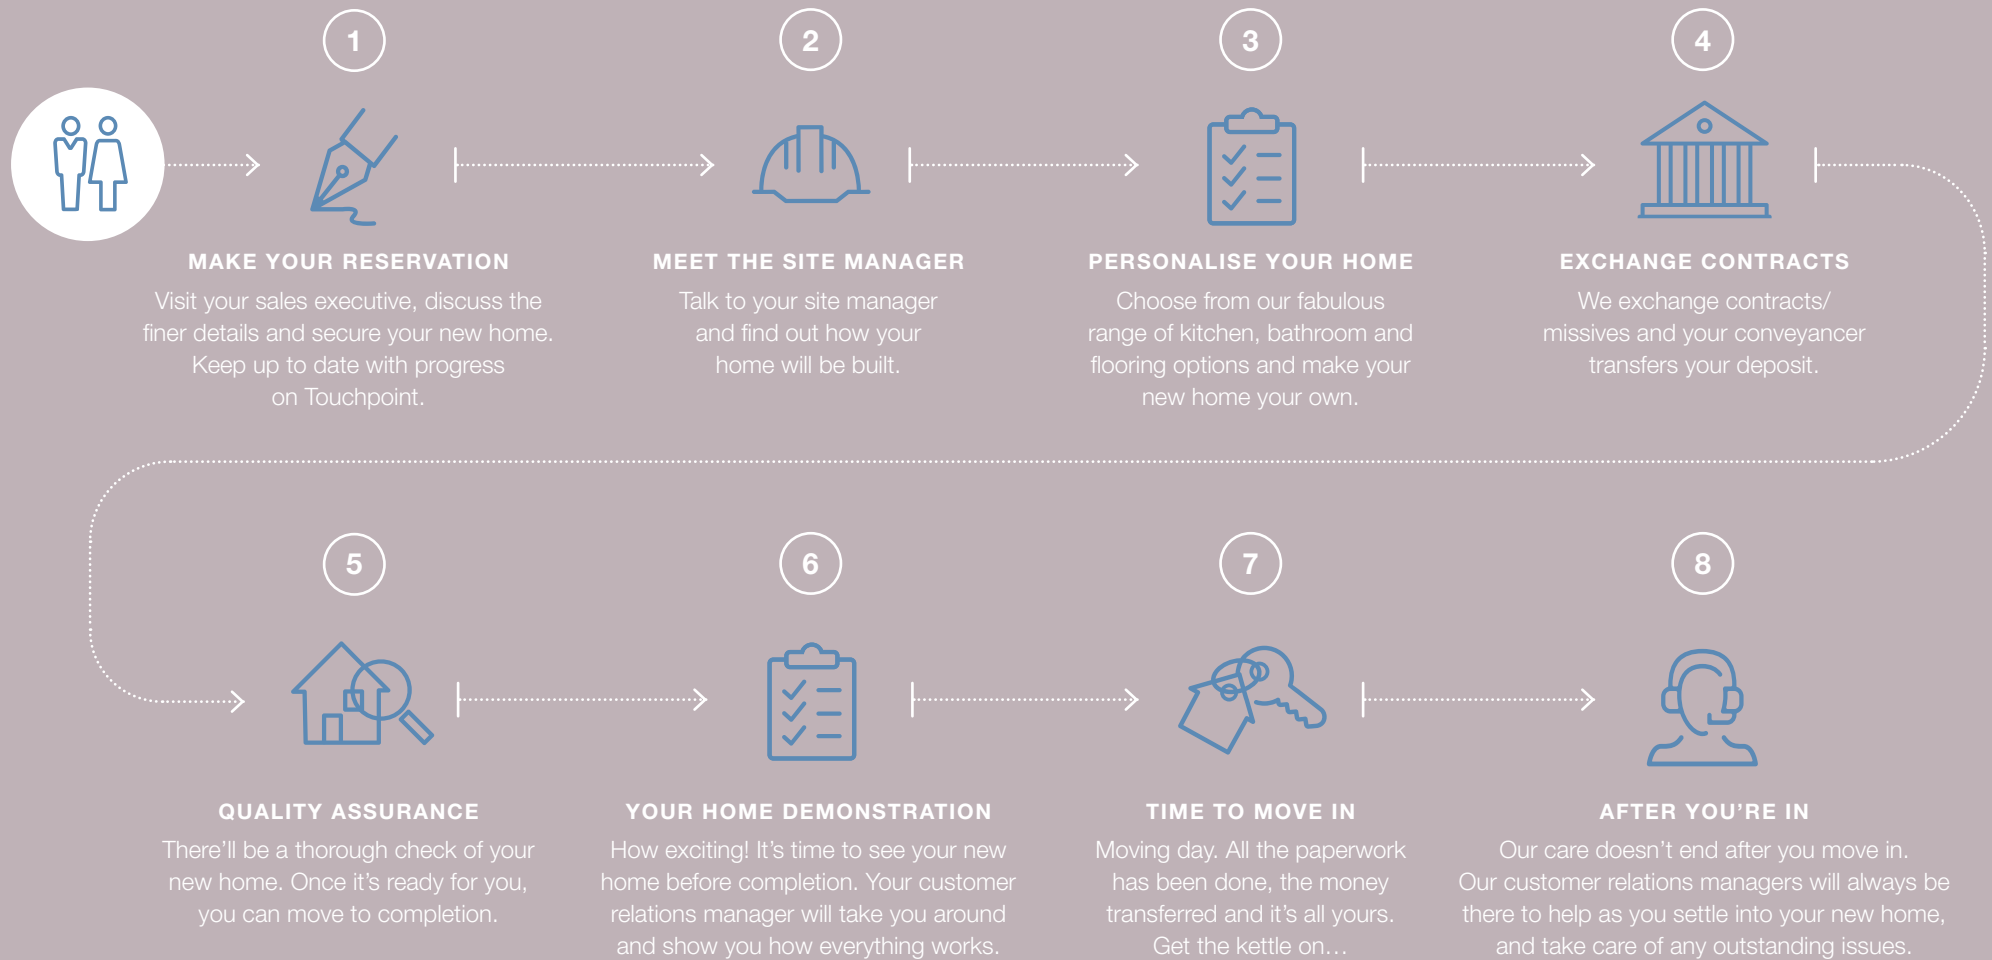 1
MAKE YOUR RESERVATION
Visit your sales executive, discuss the
finer details and secure your new home.
Keep up to date with progress
on Touchpoint.
2
MEET THE SITE MANAGER
Talk to your site manager
and find out how your
home will be built.
3
PERSONALISE YOUR HOME
Choose from our fabulous
range of kitchen, bathroom and
flooring options and make your
new home your own.
4
EXCHANGE CONTRACTS
We exchange contracts/
missives and your conveyancer
transfers your deposit.
5
QUALITY ASSURANCE
There’ll be a thorough check of your
new home. Once it’s ready for you,
you can move to completion.
6
YOUR HOME DEMONSTRATION
How exciting! It’s time to see your new
home before completion. Your customer
relations manager will take you around
and show you how everything works.
7
TIME TO MOVE IN
Moving day. All the paperwork
has been done, the money
transferred and it’s all yours.
Get the kettle on…
8
AFTER YOU’RE IN
Our care doesn’t end after you move in.
Our customer relations managers will always be
there to help as you settle into your new home,
and take care of any outstanding issues.